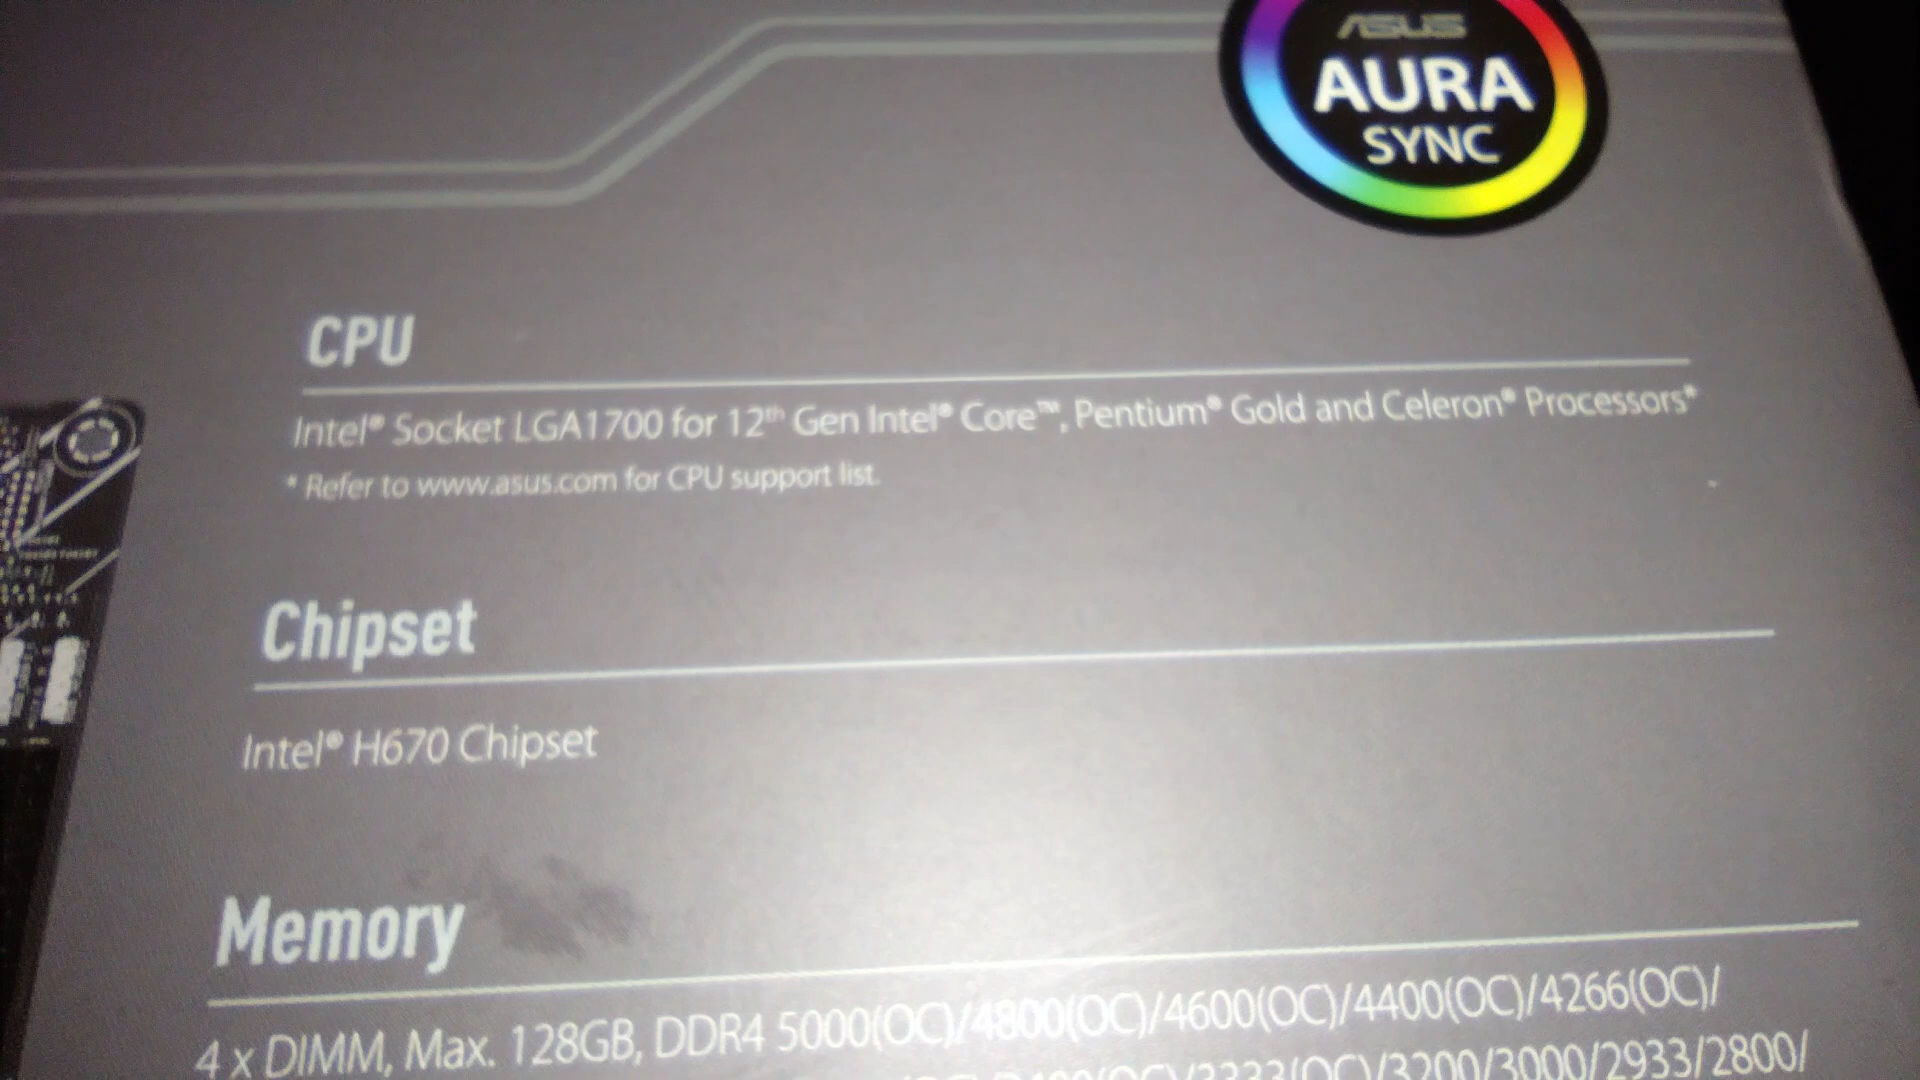 ASUS
AURA
SYNC
CPU
Intel® Socket LGA1700 for 12th Gen Intel® Core™, Pentium® Gold and Celeron® Processors*
* Refer to www.asus.com for CPU support list.
Chipset
Intel® H670 Chipset
Memory
4 x DIMM, Max. 128GB, DDR4 5000(OC)/4800(OC)/4600(OC)/4400(OC)/4266(OC)/
3333(OC)/3200/3000/2933/2800/